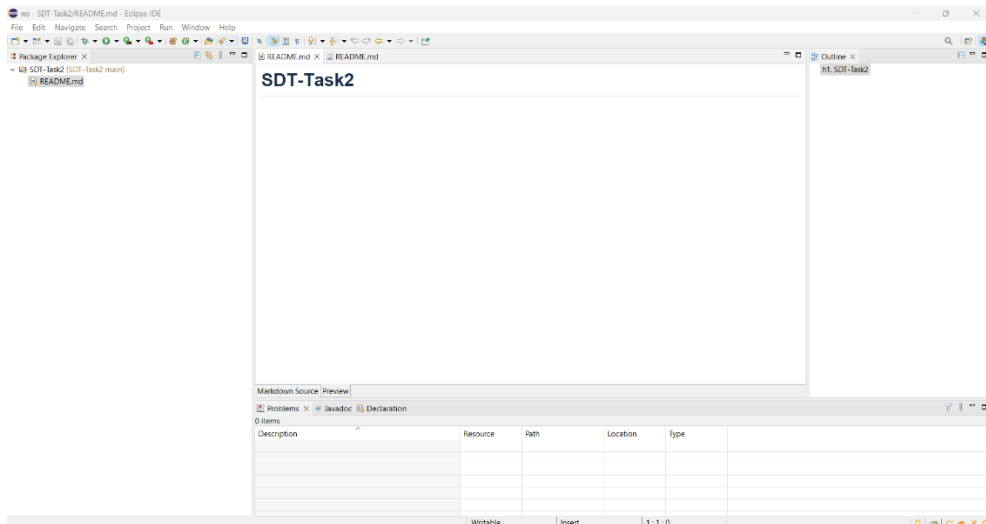 ws - SDT-Task2/README.md - Eclipse IDE
File Edit Navigate Search Project Run Window Help
Package Explorer
README.md README.md
Outline
SDT-Task2 [SDT-Task2 main]
README.md
SDT-Task2
h1. SDT-Task2
Markdown Source Preview
Problems Javadoc Declaration
0 items
Description Resource Path Location Type
Writable Insert 1 : 1 : 0